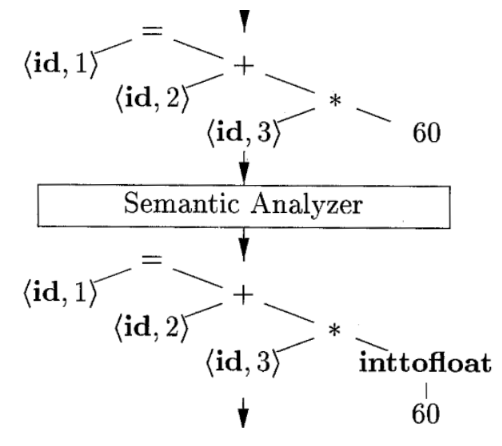 =
⟨id, 1⟩
⟨id, 2⟩ +
⟨id, 3⟩ *
60
Semantic Analyzer
=
⟨id, 1⟩
⟨id, 2⟩ +
⟨id, 3⟩ *
inttofloat
60